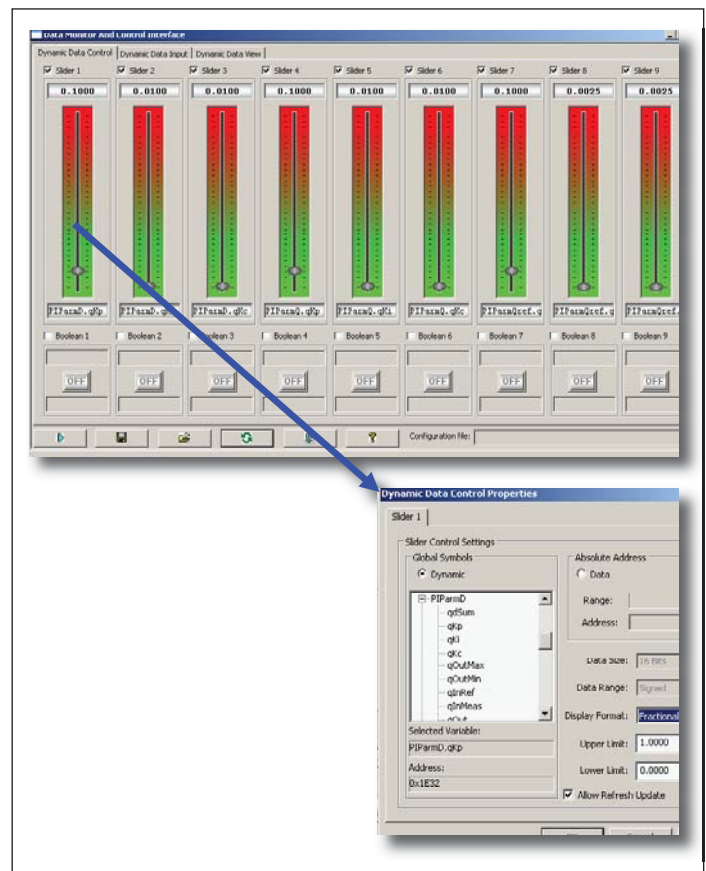 Data Monitor And Control Interface
Dynamic Data Control Dynamic Data Input Dynamic Data View
Slider 1 Slider 2 Slider 3 Slider 4 Slider 5 Slider 6 Slider 7 Slider 8 Slider 9
0.1000 0.0100 0.0100 0.1000 0.0100 0.0100 0.1000 0.0025 0.0025
PIParmD.qKp PIParmD.q PIParmD.qKc PIParmQ.qKp PIParmQ.qKi PIParmQ.qKc PIParmQref.q PIParmQref.q PIParmQref.
Boolean 1 Boolean 2 Boolean 3 Boolean 4 Boolean 5 Boolean 6 Boolean 7 Boolean 8 Boolean 9
OFF OFF OFF OFF OFF OFF OFF OFF OFF
Configuration file:
Dynamic Data Control Properties
Slider 1
Slider Control Settings
Global Symbols Absolute Address
Dynamic Data
PIParmD
qdSum
qKp
qKi
qKc
qOutMax
qOutMin
qInRef
qInMeas
qOut
Selected Variable:
PIParmD.qKp
Address:
0x1E32
Range:
Address:
Data Size: 16 Bits
Data Range: Signed
Display Format: Fractional
Upper Limit: 1.0000
Lower Limit: 0.0000
Allow Refresh Update